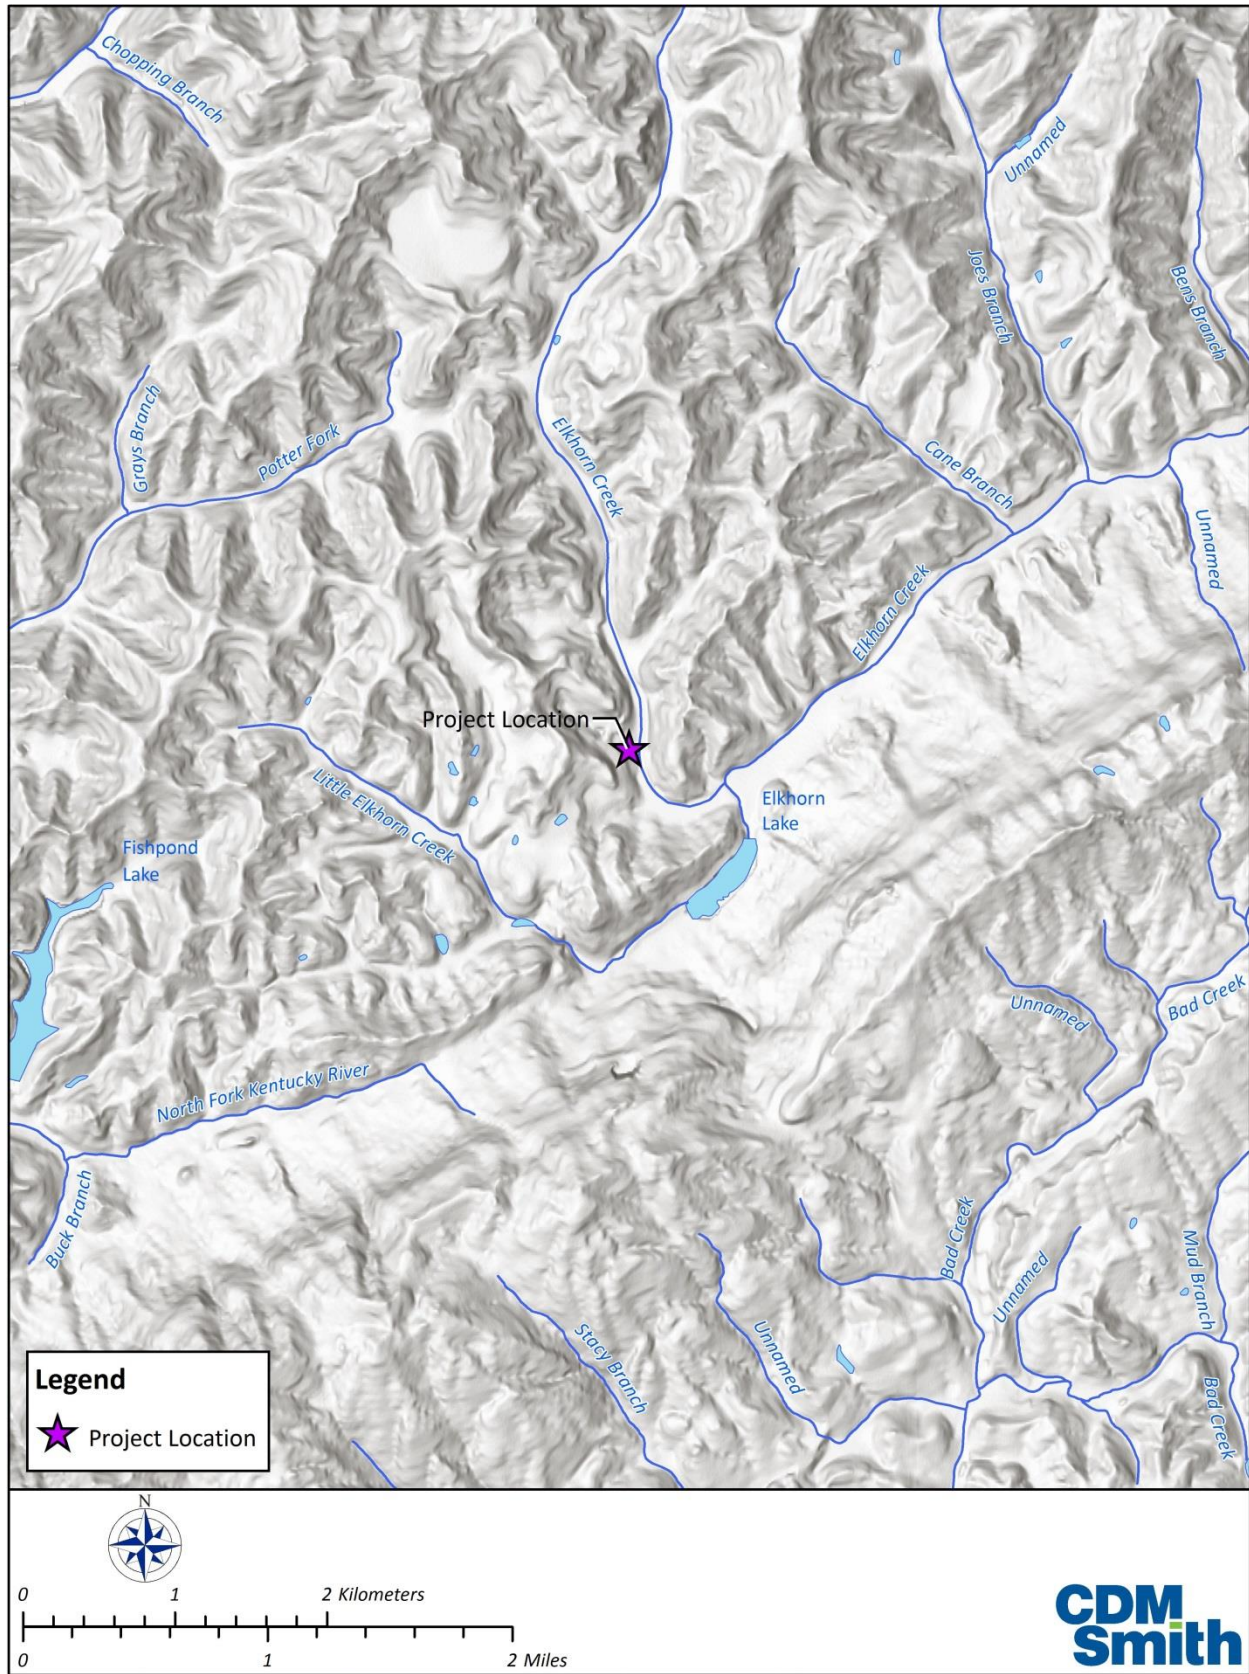 Chopping Branch
Unnamed
Joes Branch
Bens Branch
Grays Branch
Potter Fork
Elkhorn Creek
Cane Branch
Unnamed
Elkhorn Creek
Project Location
Little Elkhorn Creek
Elkhorn
Lake
Fishpond
Lake
Unnamed
Bad Creek
North Fork Kentucky River
Buck Branch
Bad Creek
Unnamed
Mud Branch
Stacy Branch
Unnamed
Bad Creek
Legend
Project Location
N
0 1 2 Kilometers
0 1 2 Miles
CDM
Smith